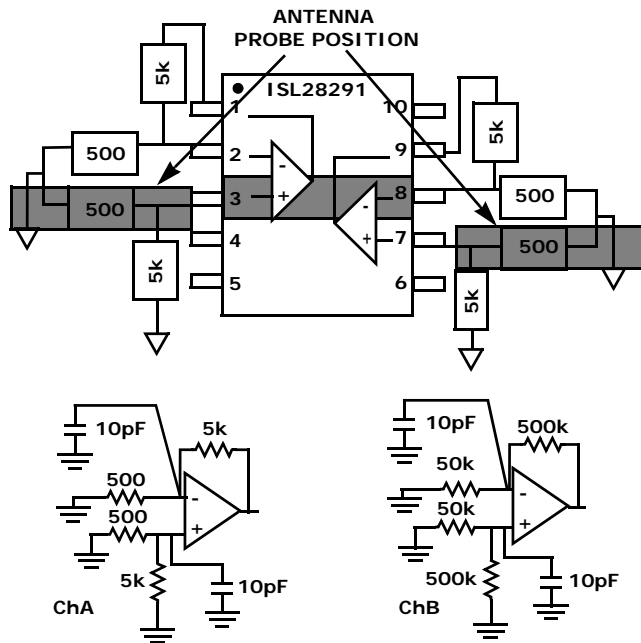 ANTENNA
PROBE POSITION
ISL28291
5k
1
10
5k
500
2
9
500
3
8
500
5k
4
7
500
5
6
5k
-
+
-
+
10pF
5k
500
-
500
+
5k
10pF
ChA
10pF
500k
50k
-
50k
+
500k
10pF
ChB